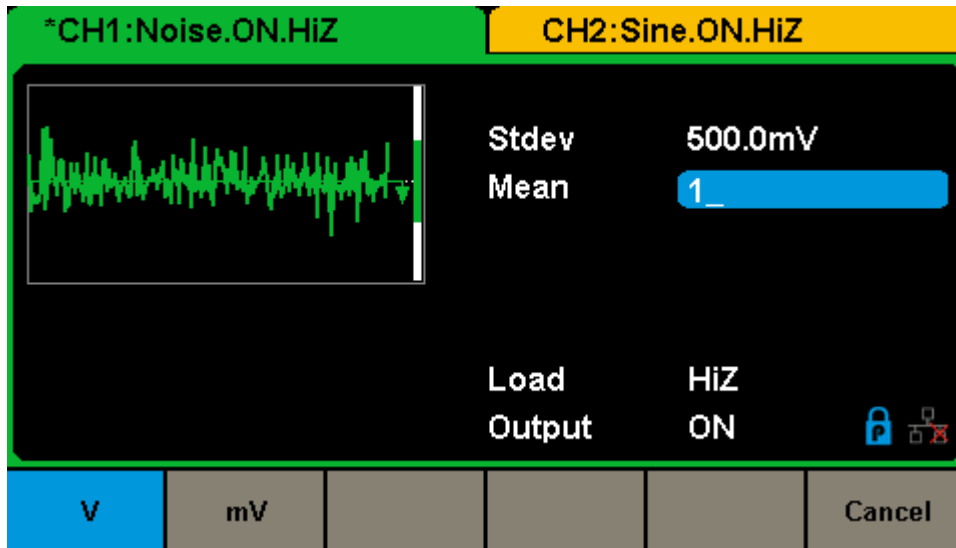 *CH1:Noise.ON.HiZ
CH2:Sine.ON.HiZ
Stdev 500.0mV
Mean 1_
Load HiZ
Output ON
P
V mV Cancel